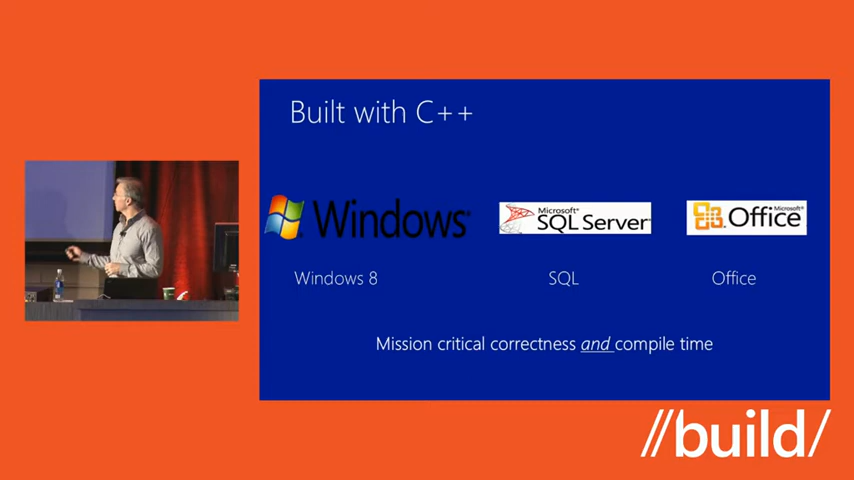 Built with C++
Windows®
Microsoft®
SQL Server®
Microsoft®
Office
Windows 8
SQL
Office
Mission critical correctness and compile time
//build/